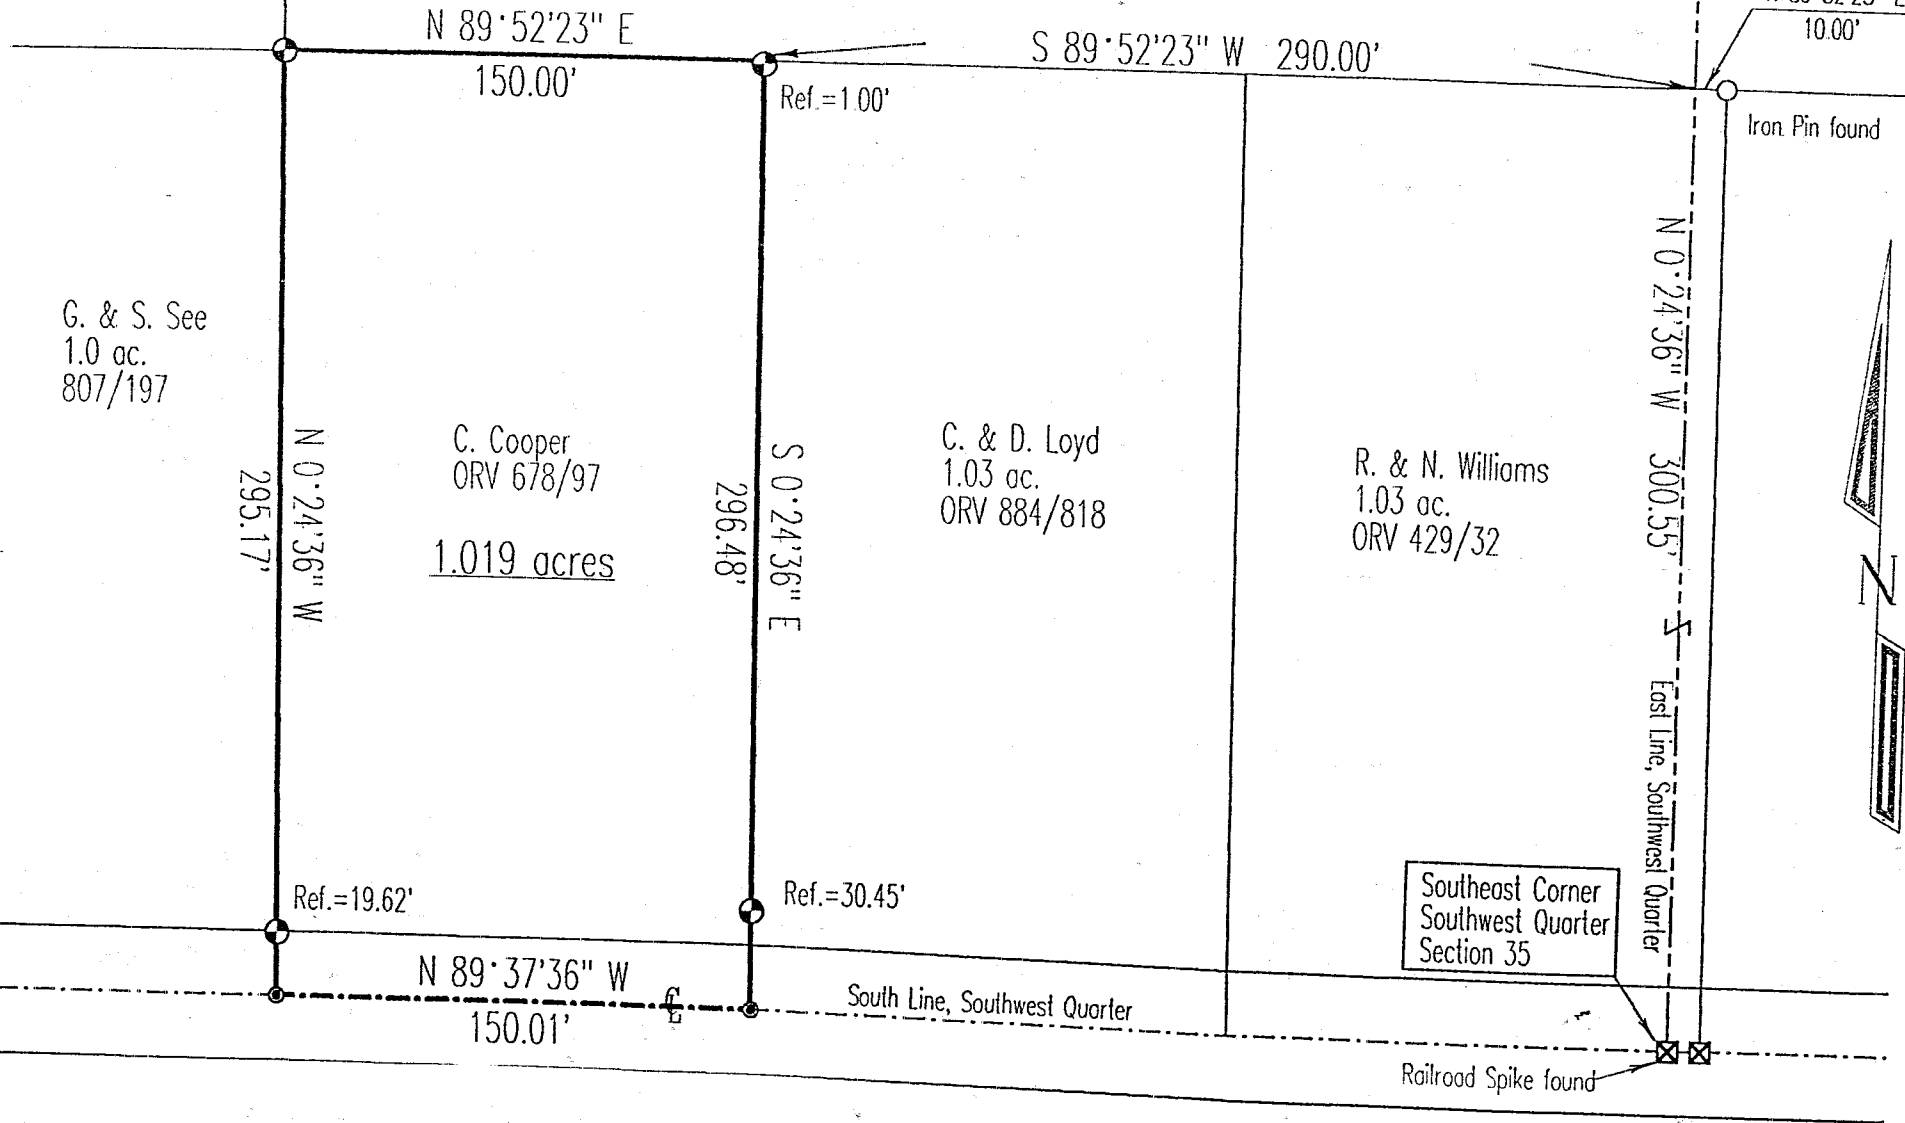 N 89°52'23" E
150.00'
S 89°52'23" W 290.00'
10.00'
Ref.=1.00'
Iron Pin found
G. & S. See
1.0 ac.
807/197
N 0°24'36" W
295.17'
C. Cooper
ORV 678/97
1.019 acres
S 0°24'36" E
296.48'
C. & D. Loyd
1.03 ac.
ORV 884/818
R. & N. Williams
1.03 ac.
ORV 429/32
N 0°24'36" W 300.55'
East Line, Southwest Quarter
N
Ref.=19.62'
Ref.=30.45'
Southeast Corner
Southwest Quarter
Section 35
N 89°37'36" W
150.01'
℄
South Line, Southwest Quarter
Railroad Spike found